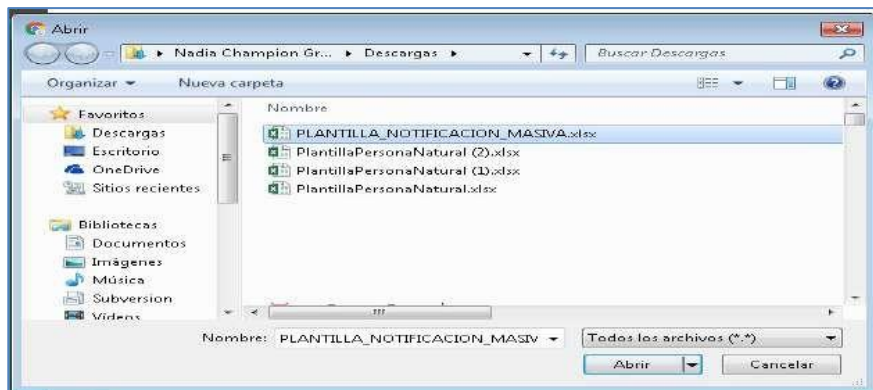 Abrir
Nadia Champion Gr... ▸ Descargas ▸ Buscar Descargas
Organizar Nueva carpeta
Nombre
Favoritos
Descargas
Escritorio
OneDrive
Sitios recientes
Bibliotecas
Documentos
Imágenes
Música
Subversion
Vídeos
PLANTILLA_NOTIFICACION_MASIVA.xlsx
PlantillaPersonaNatural (2).xlsx
PlantillaPersonaNatural (1).xlsx
PlantillaPersonaNatural.xlsx
Nombre: PLANTILLA_NOTIFICACION_MASIV Todos los archivos (*.*)
Abrir Cancelar